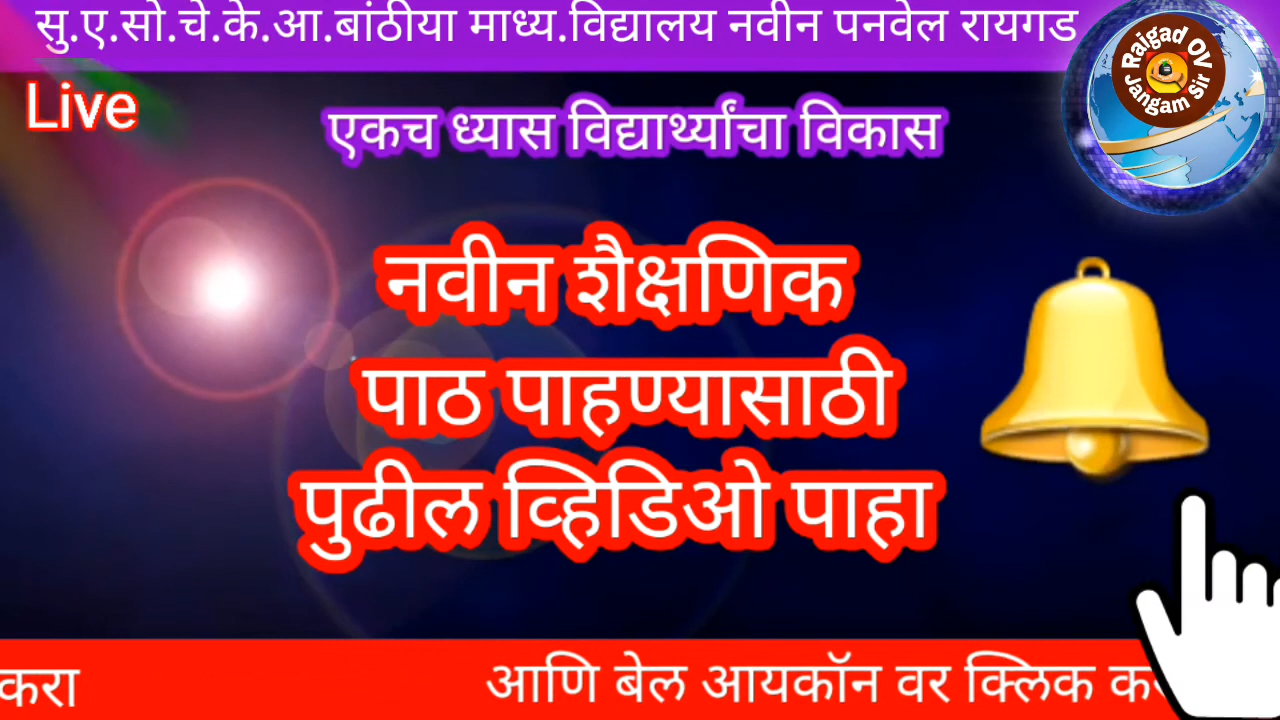 सु.ए.सो.चे.के.आ.बांठीया माध्य.विद्यालय नवीन पनवेल रायगड
Raigad OV
Jangam Sir
Live
एकच ध्यास विद्यार्थ्यांचा विकास
नवीन शैक्षणिक
पाठ पाहण्यासाठी
पुढील व्हिडिओ पाहा
करा आणि बेल आयकॉन वर क्लिक